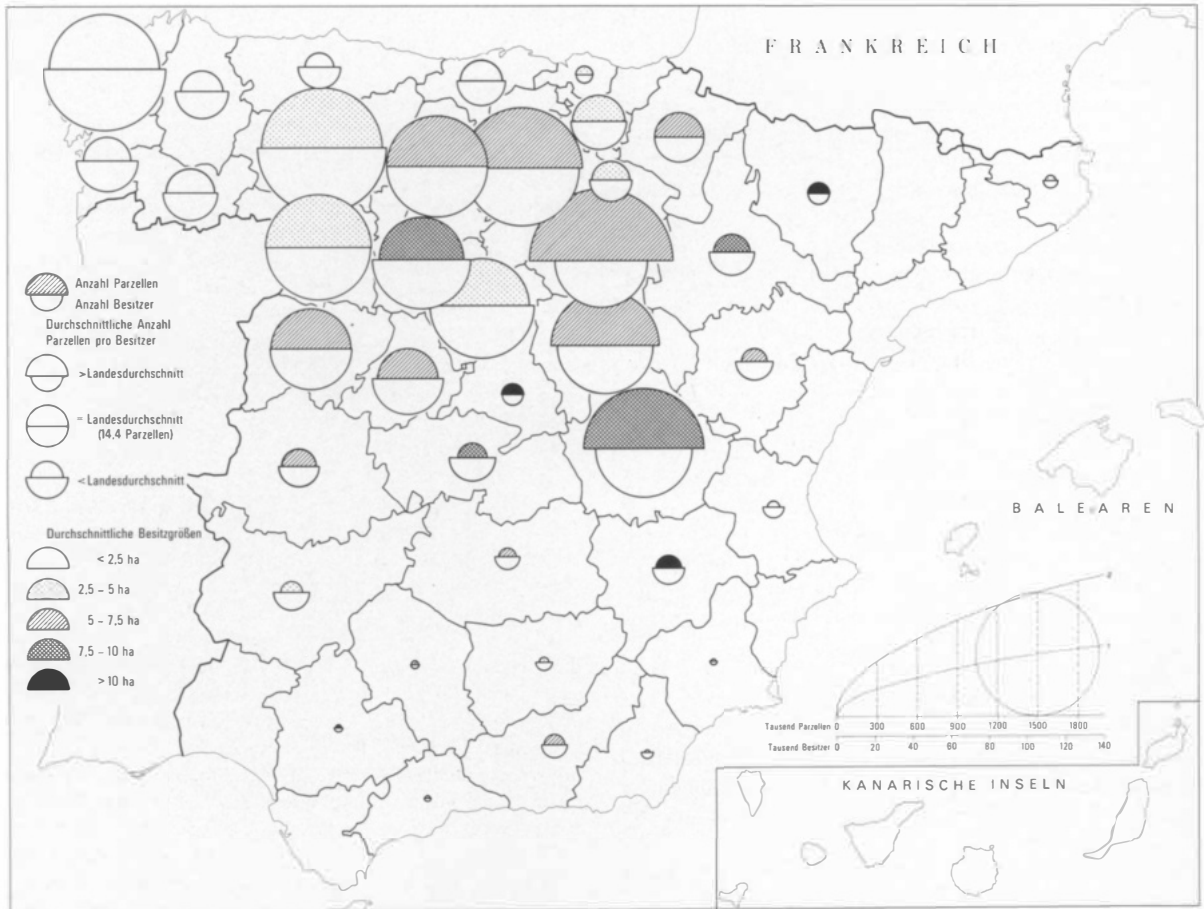 FRANKREICH
Anzahl Parzellen
Anzahl Besitzer
Durchschnittliche Anzahl
Parzellen pro Besitzer
>Landesdurchschnitt
= Landesdurchschnitt
(14,4 Parzellen)
<Landesdurchschnitt
Durchschnittliche Besitzgrößen
< 2,5 ha
2,5 – 5 ha
5 – 7,5 ha
7,5 – 10 ha
>10 ha
BALEAREN
Tausend Parzellen 0 300 600 900 1200 1500 1800
Tausend Besitzer 0 20 40 60 80 100 120 140
KANARISCHE INSELN